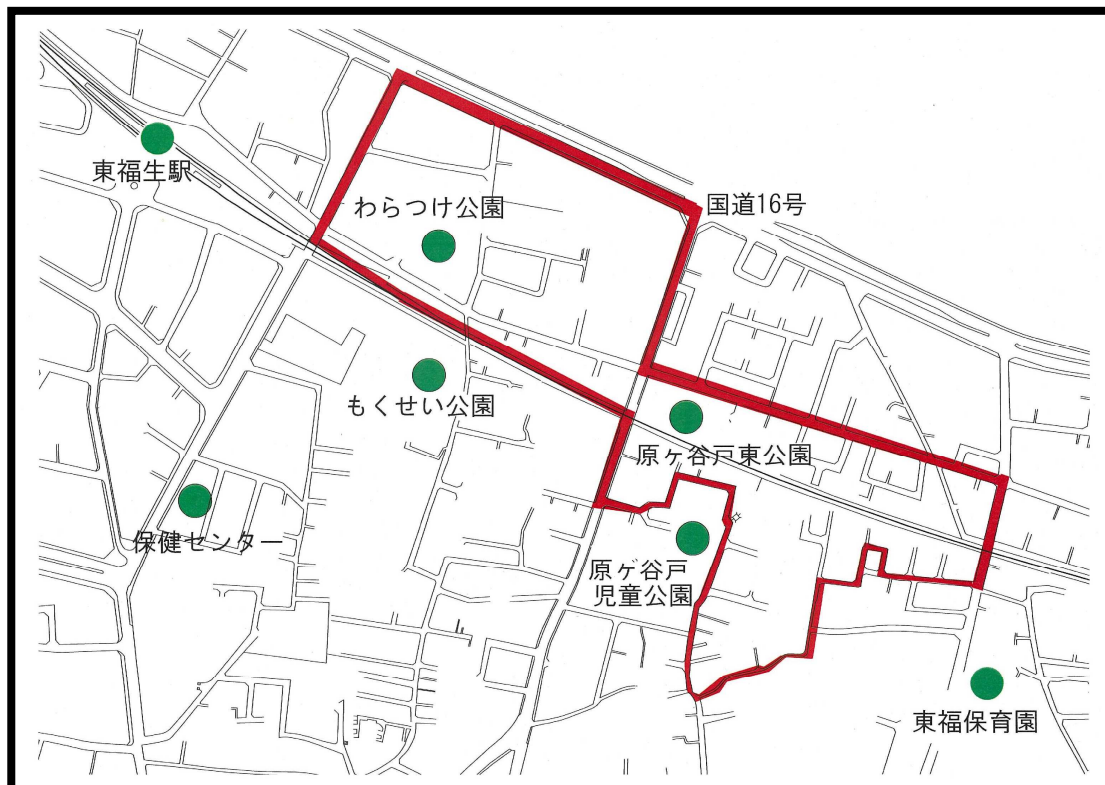 東福生駅
わらつけ公園
国道16号
もくせい公園
原ヶ谷戸東公園
保健センター
原ヶ谷戸
児童公園
東福保育園